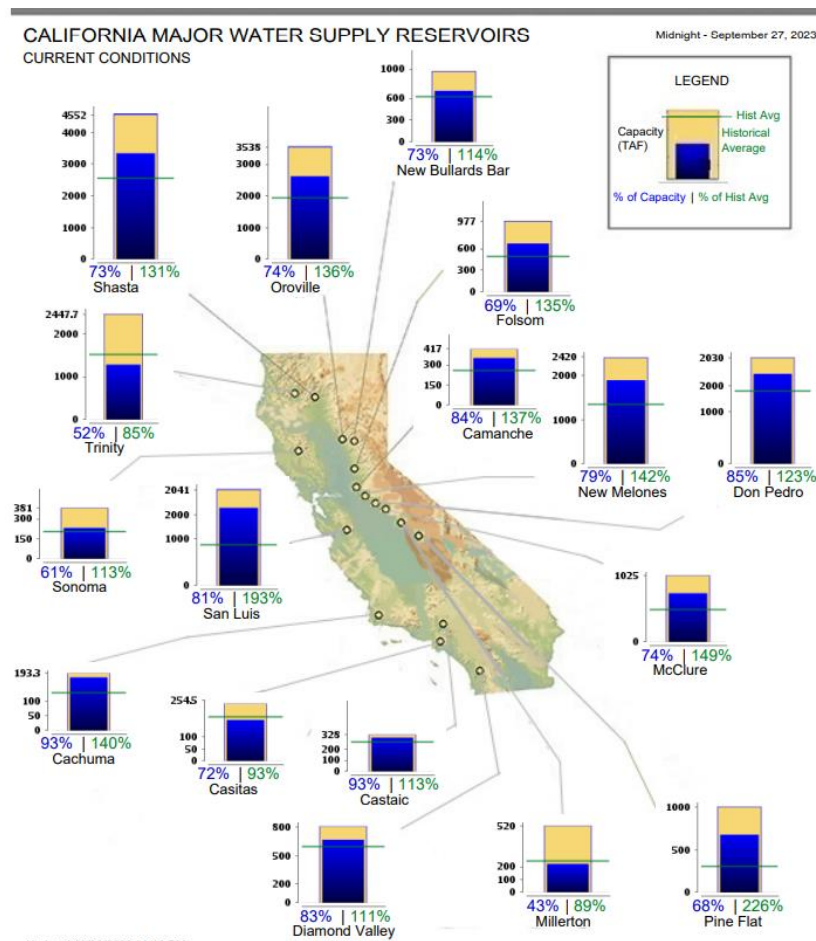 CALIFORNIA MAJOR WATER SUPPLY RESERVOIRS
Midnight - September 27, 2023
CURRENT CONDITIONS
LEGEND
Capacity
(TAF)
Hist Avg
Historical
Average
% of Capacity | % of Hist Avg
4552
4000
3000
2000
1000
0
73% | 131%
Shasta
3538
3000
2000
1000
0
74% | 136%
Oroville
1000
600
300
0
73% | 114%
New Bullards Bar
977
600
300
0
69% | 135%
Folsom
2447.7
2000
1000
0
52% | 85%
Trinity
417
300
150
0
84% | 137%
Camanche
2420
2000
1000
0
79% | 142%
New Melones
2030
2000
1000
0
85% | 123%
Don Pedro
381
300
150
0
61% | 113%
Sonoma
2041
2000
1000
0
81% | 193%
San Luis
1025
0
74% | 149%
McClure
193.3
100
50
0
93% | 140%
Cachuma
254.5
100
50
0
72% | 93%
Casitas
325
200
100
0
93% | 113%
Castaic
800
500
200
0
83% | 111%
Diamond Valley
520
200
100
0
43% | 89%
Millerton
1000
500
0
68% | 226%
Pine Flat